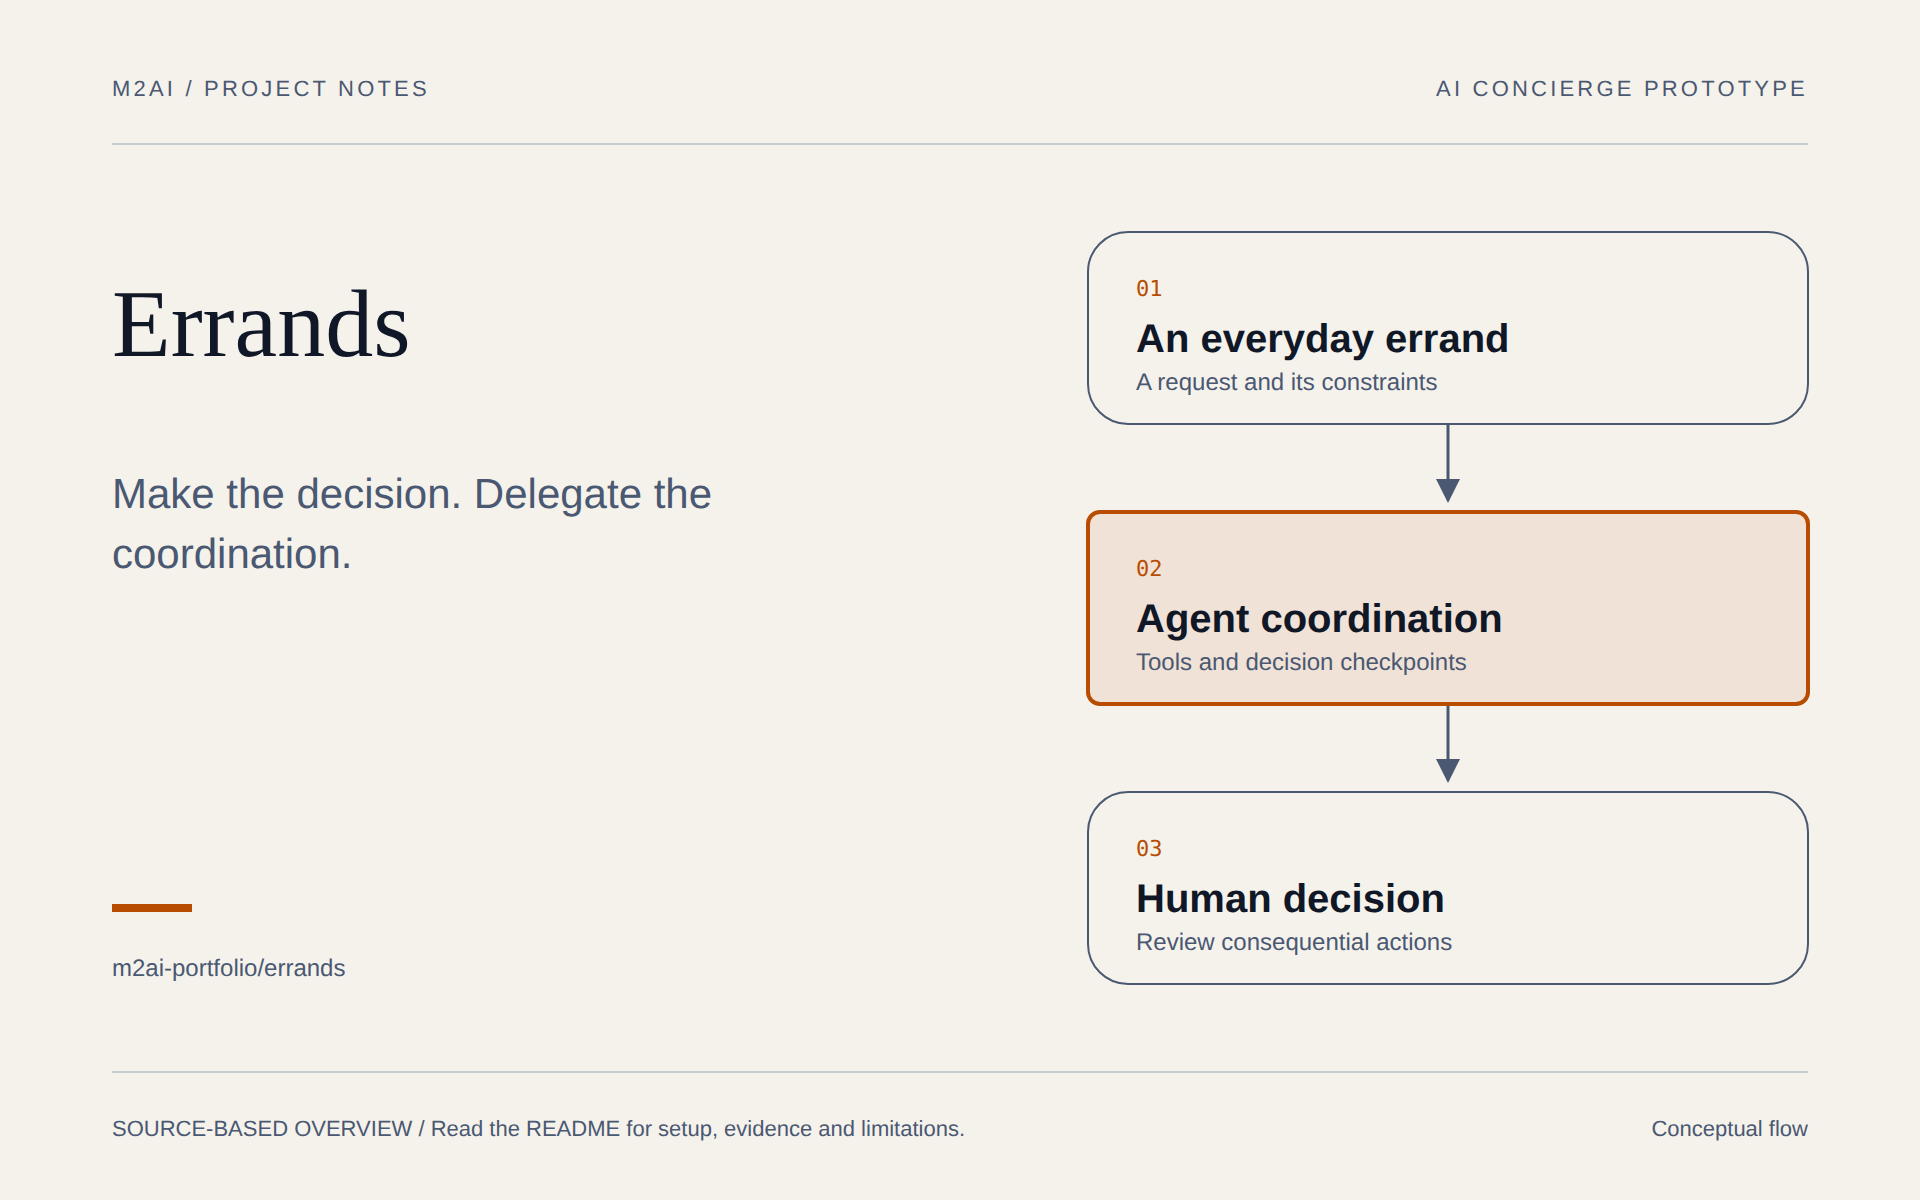 M2AI / PROJECT NOTES
AI CONCIERGE PROTOTYPE
Errands
Make the decision. Delegate the
coordination.
m2ai-portfolio/errands
01
An everyday errand
A request and its constraints
02
Agent coordination
Tools and decision checkpoints
03
Human decision
Review consequential actions
SOURCE-BASED OVERVIEW / Read the README for setup, evidence and limitations.
Conceptual flow